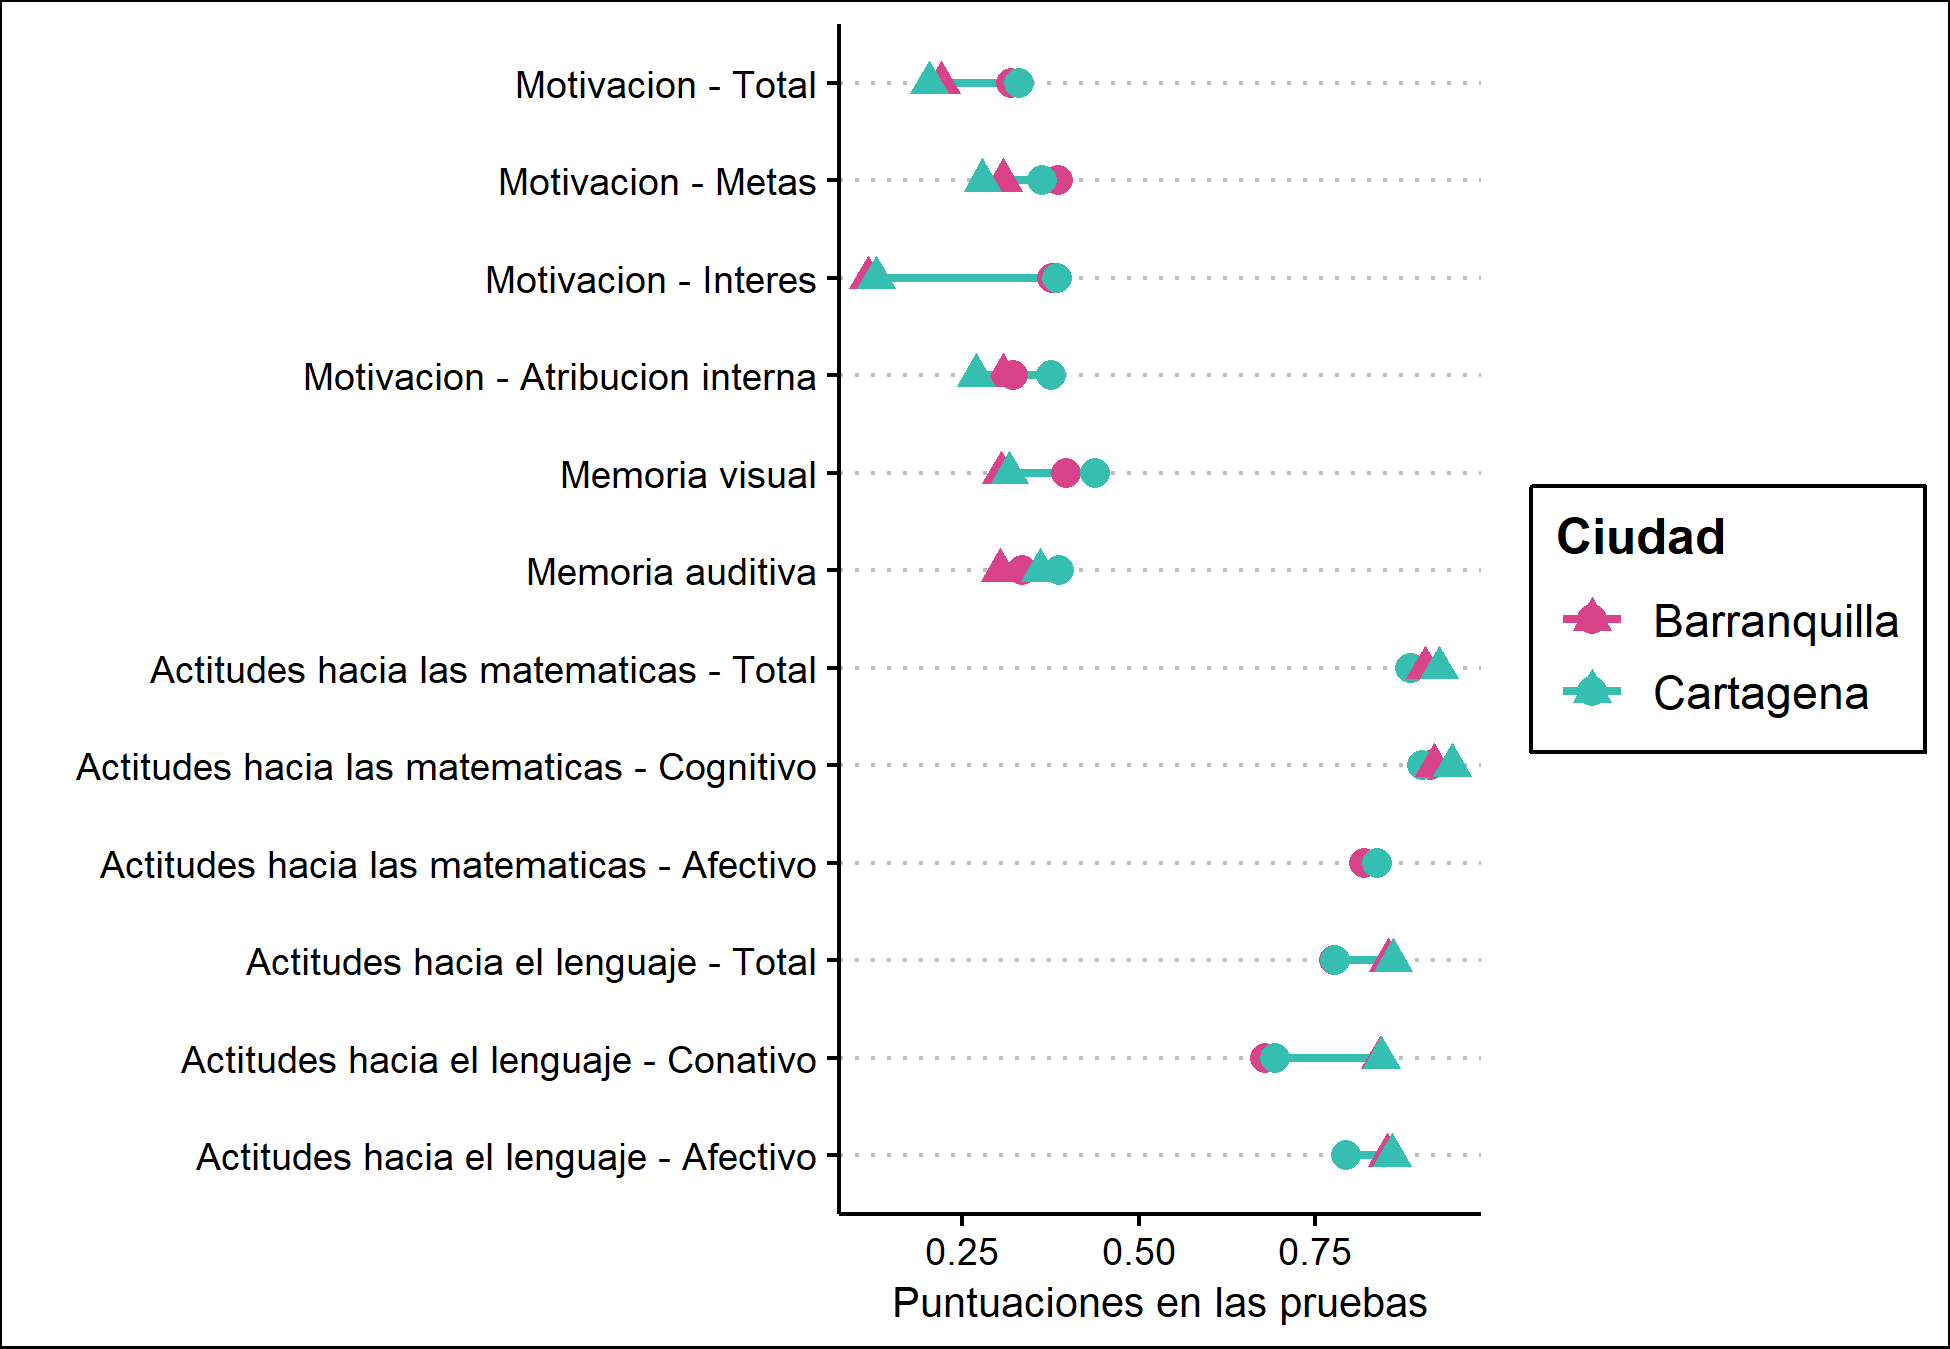 Motivacion - Total
Motivacion - Metas
Motivacion - Interes
Motivacion - Atribucion interna
Memoria visual
Memoria auditiva
Actitudes hacia las matematicas - Total
Actitudes hacia las matematicas - Cognitivo
Actitudes hacia las matematicas - Afectivo
Actitudes hacia el lenguaje - Total
Actitudes hacia el lenguaje - Conativo
Actitudes hacia el lenguaje - Afectivo
0.25 0.50 0.75
Puntuaciones en las pruebas
Ciudad
Barranquilla
Cartagena